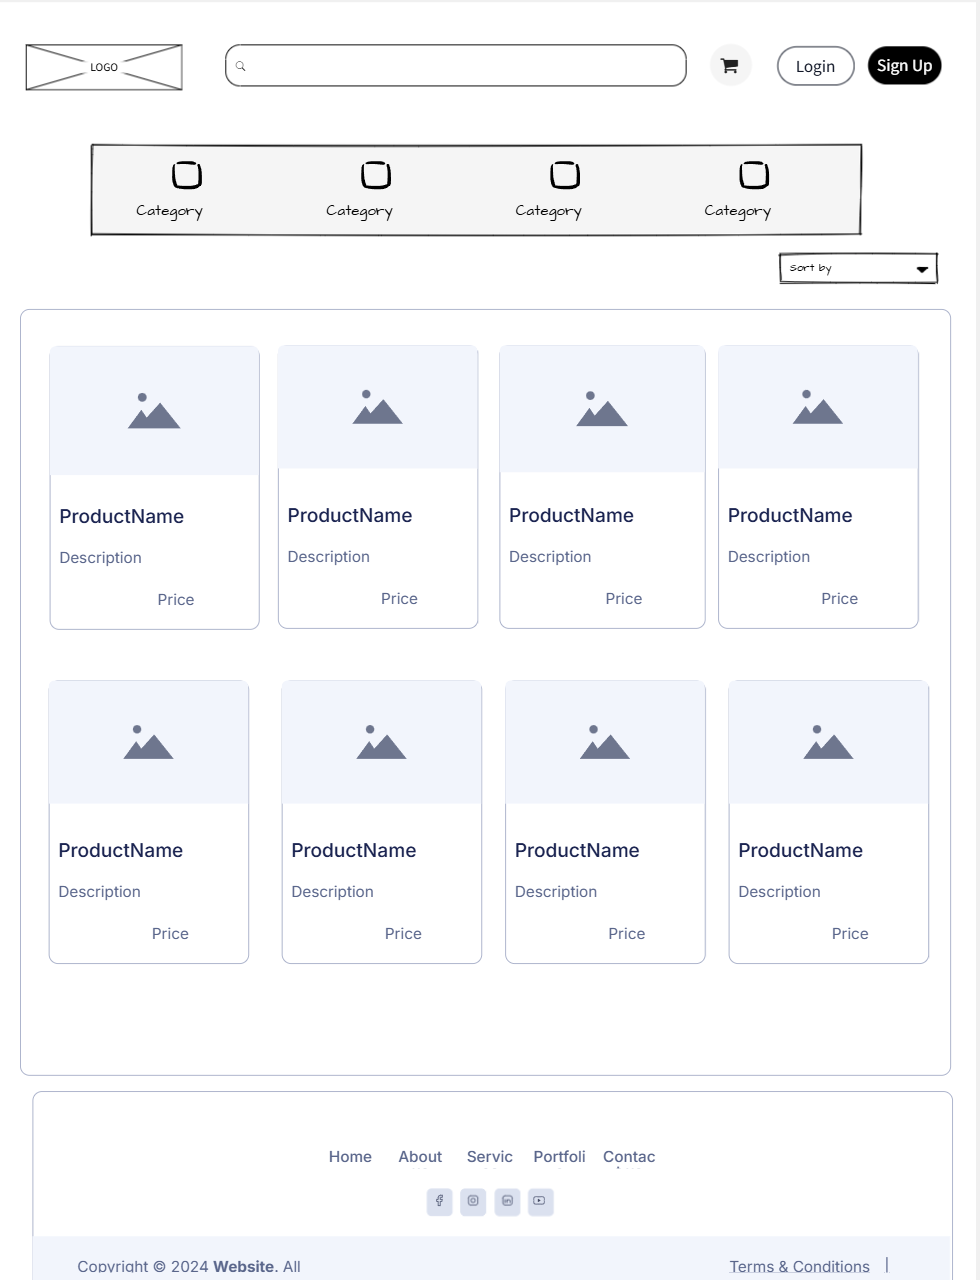 LOGO
Login
Sign Up
Category Category Category Category
Sort by
ProductName ProductName ProductName ProductName
Description Description Description Description
Price Price Price Price
ProductName ProductName ProductName ProductName
Description Description Description Description
Price Price Price Price
Home About Servic Portfoli Contac
Copyright © 2024 Website. All
Terms & Conditions |